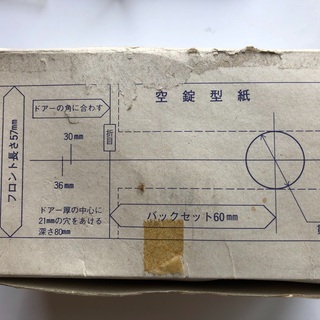 空錠型紙
ドアーの角に合わす
折目
フロント長さ57mm
30mm
36mm
バックセット60mm
ドアー厚の中心に
21mmの穴をあける
深さ80mm